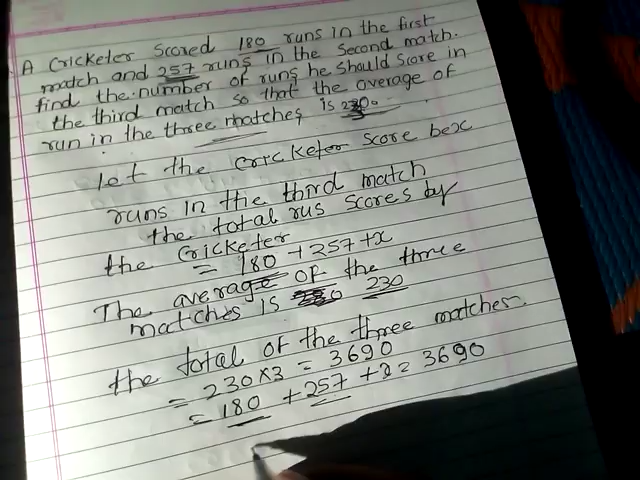 A Cricketer Scored 180 runs in the first
match and 257 runs in the Second match.
find the number of runs he should score in
the third match so that the average of
run in the three matches is 230.
let the Cricketer score be x
runs in the third match
the total rus scores by
the Cricketer
= 180 + 257 + x
The average of the three
matches is 230
the total of the three matches.
= 230×3 = 3690
= 180 + 257 + x = 3690